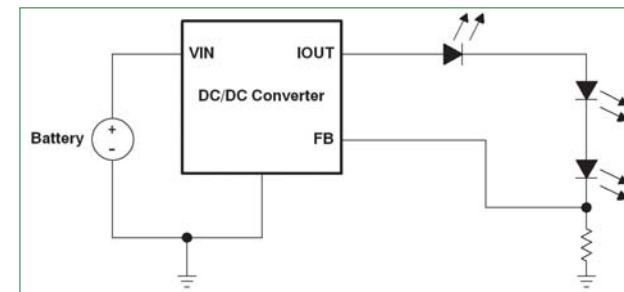 VIN IOUT
DC/DC Converter
Battery
+
-
FB